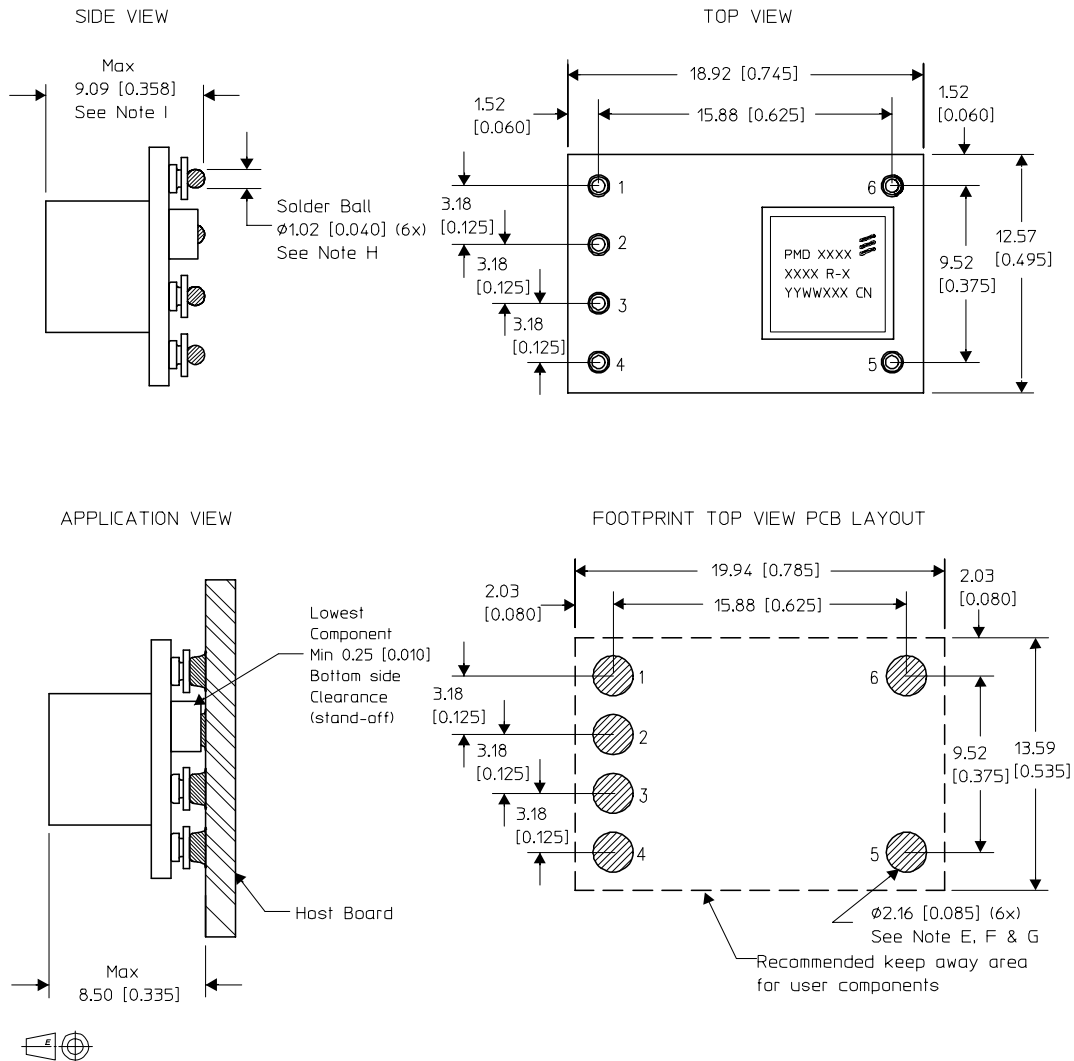 SIDE VIEW
Max
9.09 [0.358]
See Note I
Solder Ball
ø1.02 [0.040] (6x)
See Note H
TOP VIEW
18.92 [0.745]
15.88 [0.625]
1.52
[0.060]
1.52
[0.060]
3.18
[0.125]
3.18
[0.125]
3.18
[0.125]
1
2
3
4
6
5
PMD XXXX
XXXX R-X
YYWWXXX CN
9.52
[0.375]
12.57
[0.495]
APPLICATION VIEW
Lowest
Component
Min 0.25 [0.010]
Bottom side
Clearance
(stand-off)
Host Board
Max
8.50 [0.335]
E
FOOTPRINT TOP VIEW PCB LAYOUT
19.94 [0.785]
15.88 [0.625]
2.03
[0.080]
2.03
[0.080]
3.18
[0.125]
3.18
[0.125]
3.18
[0.125]
1
2
3
4
6
5
9.52
[0.375]
13.59
[0.535]
ø2.16 [0.085] (6x)
See Note E, F & G
Recommended keep away area
for user components